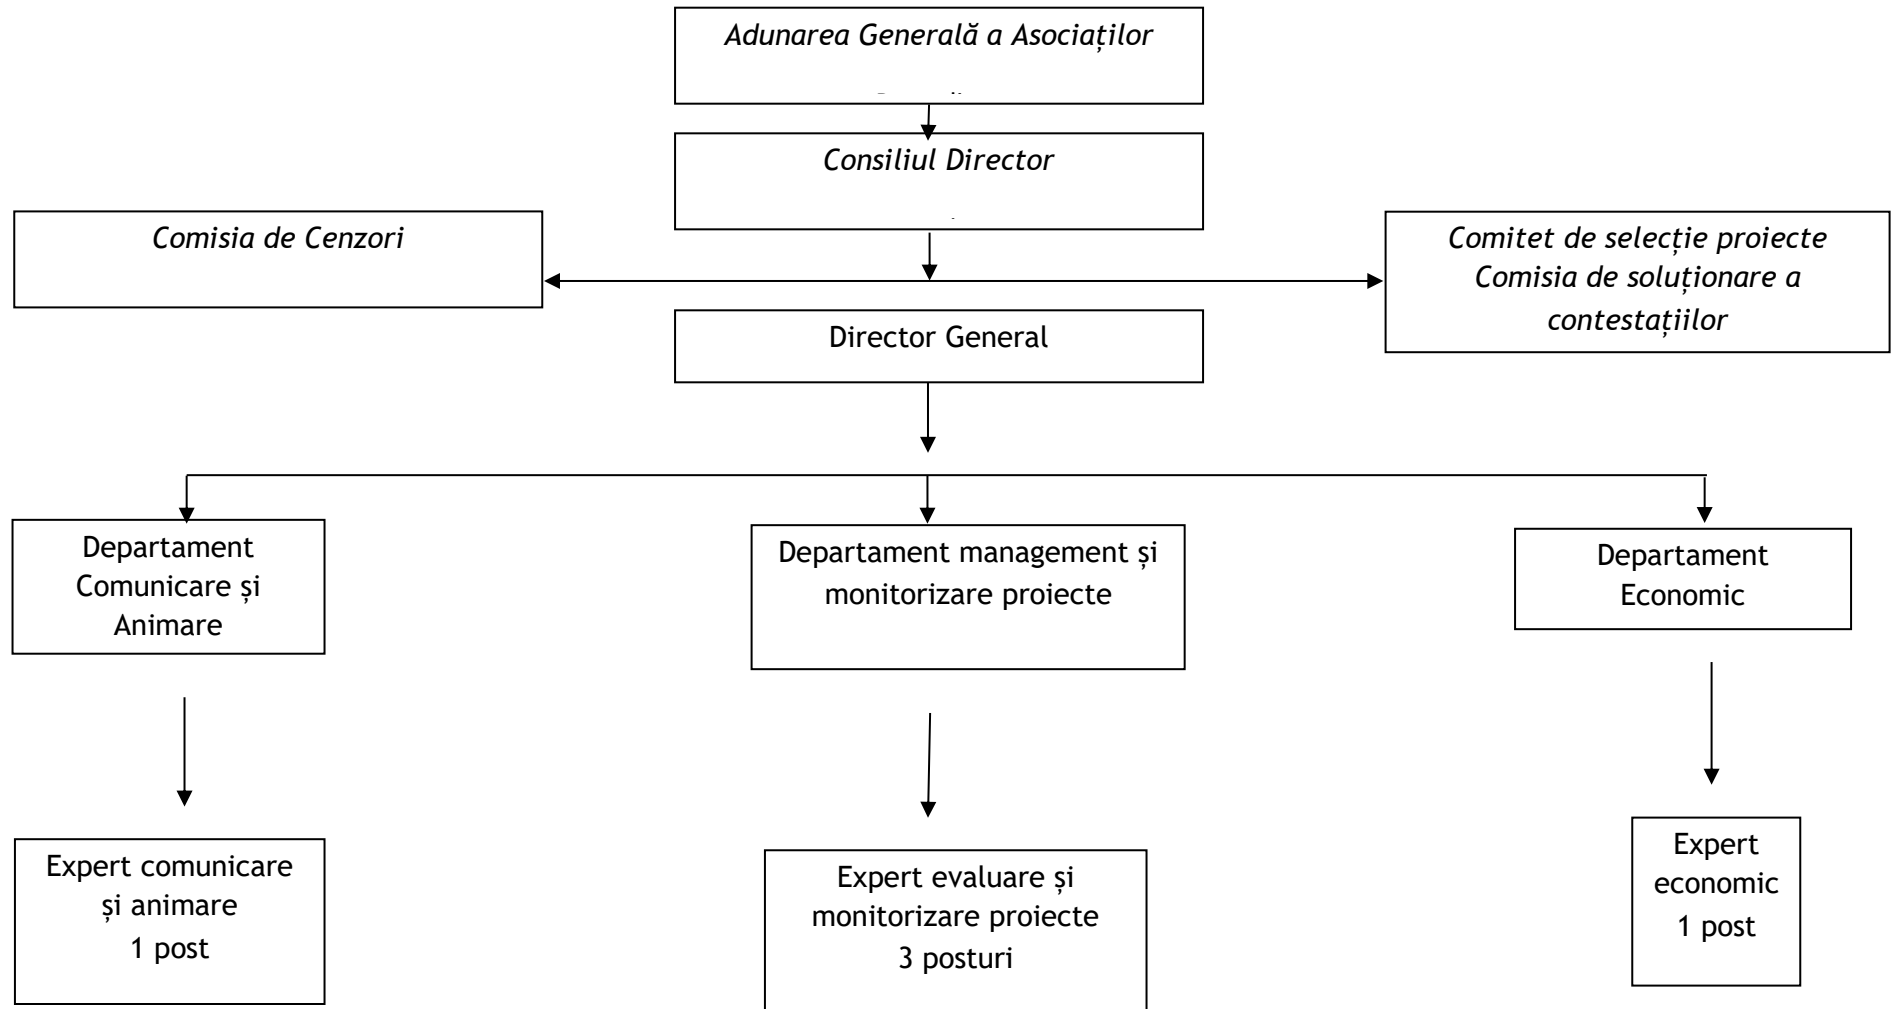 Adunarea Generală a Asociaților
Consiliul Director
Comisia de Cenzori
Comitet de selecție proiecte
Comisia de soluționare a
contestațiilor
Director General
Departament
Comunicare și
Animare
Departament management și
monitorizare proiecte
Departament
Economic
Expert comunicare
și animare
1 post
Expert evaluare și
monitorizare proiecte
3 posturi
Expert
economic
1 post